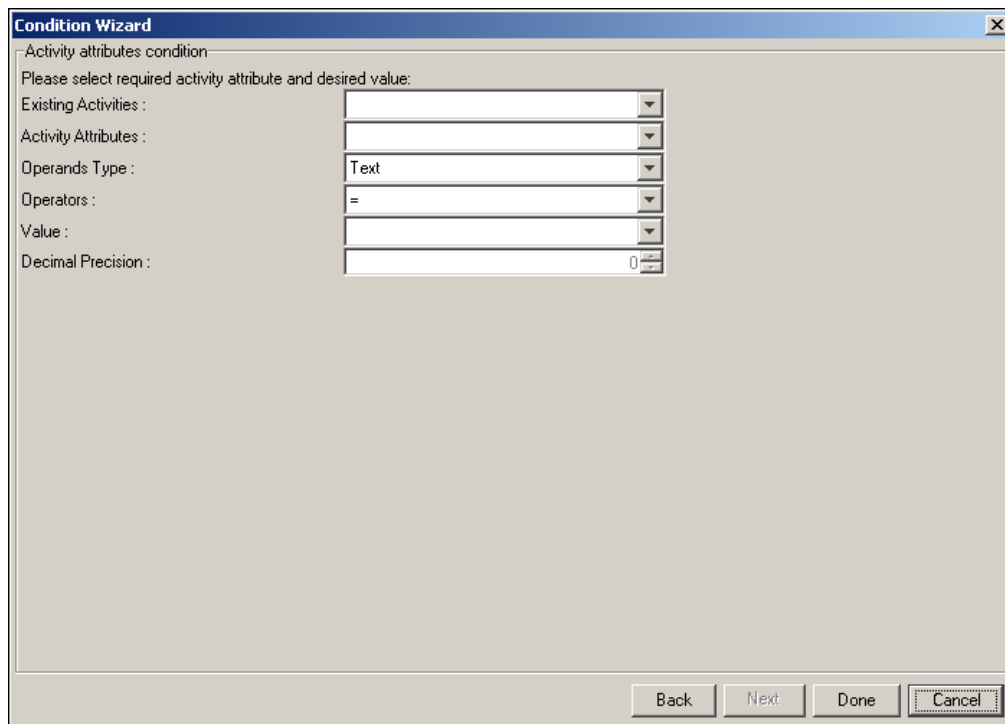 Condition Wizard
Activity attributes condition
Please select required activity attribute and desired value:
Existing Activities :
Activity Attributes :
Operands Type : Text
Operators : =
Value :
Decimal Precision : 0
Back Next Done Cancel